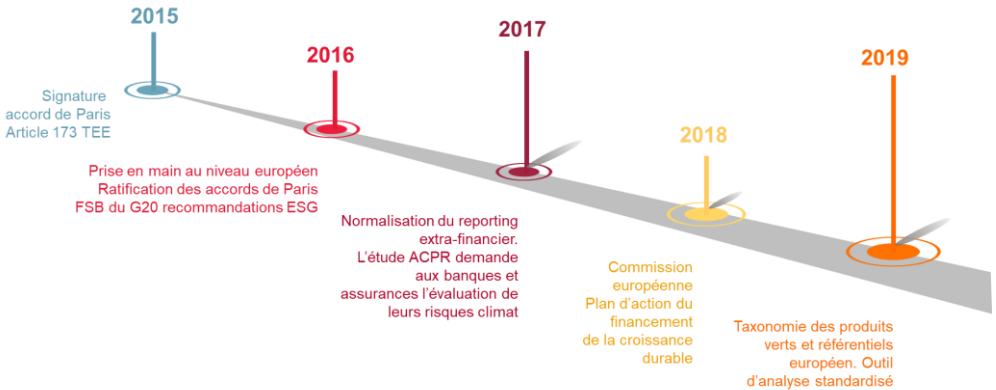 2015
Signature
accord de Paris
Article 173 TEE
2016
Prise en main au niveau européen
Ratification des accords de Paris
FSB du G20 recommandations ESG
2017
Normalisation du reporting
extra-financier.
L'étude ACPR demande
aux banques et
assurances l'évaluation de
leurs risques climat
2018
Commission
européenne
Plan d'action du
financement
de la croissance
durable
2019
Taxonomie des produits
verts et référentiels
européen. Outil
d'analyse standardisé